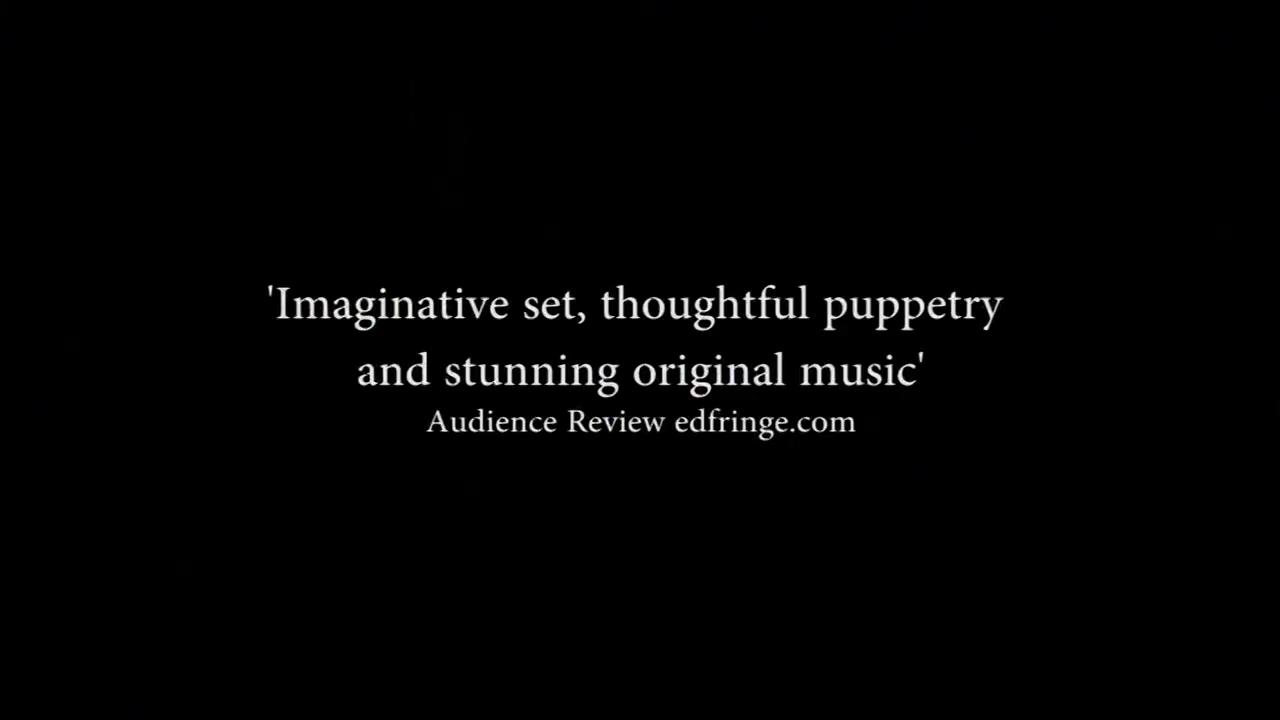 'Imaginative set, thoughtful puppetry
and stunning original music'
Audience Review edfringe.com